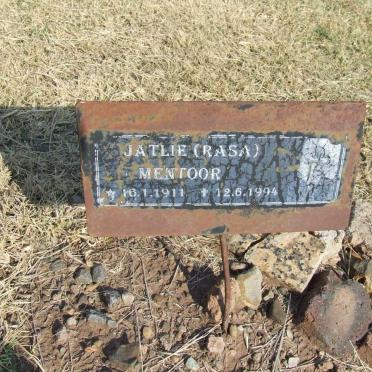 JATLIE (RASA)
MENTOOR
☆ 16.1.1911 ✝ 12.6.1994